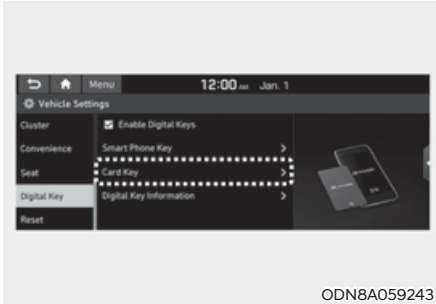 Menu 12:00 AM Jan. 1
Vehicle Settings
Cluster
Enable Digital Keys
Convenience
Smart Phone Key
Seat
Card Key
Digital Key
Digital Key Information
Reset
ODN8A059243